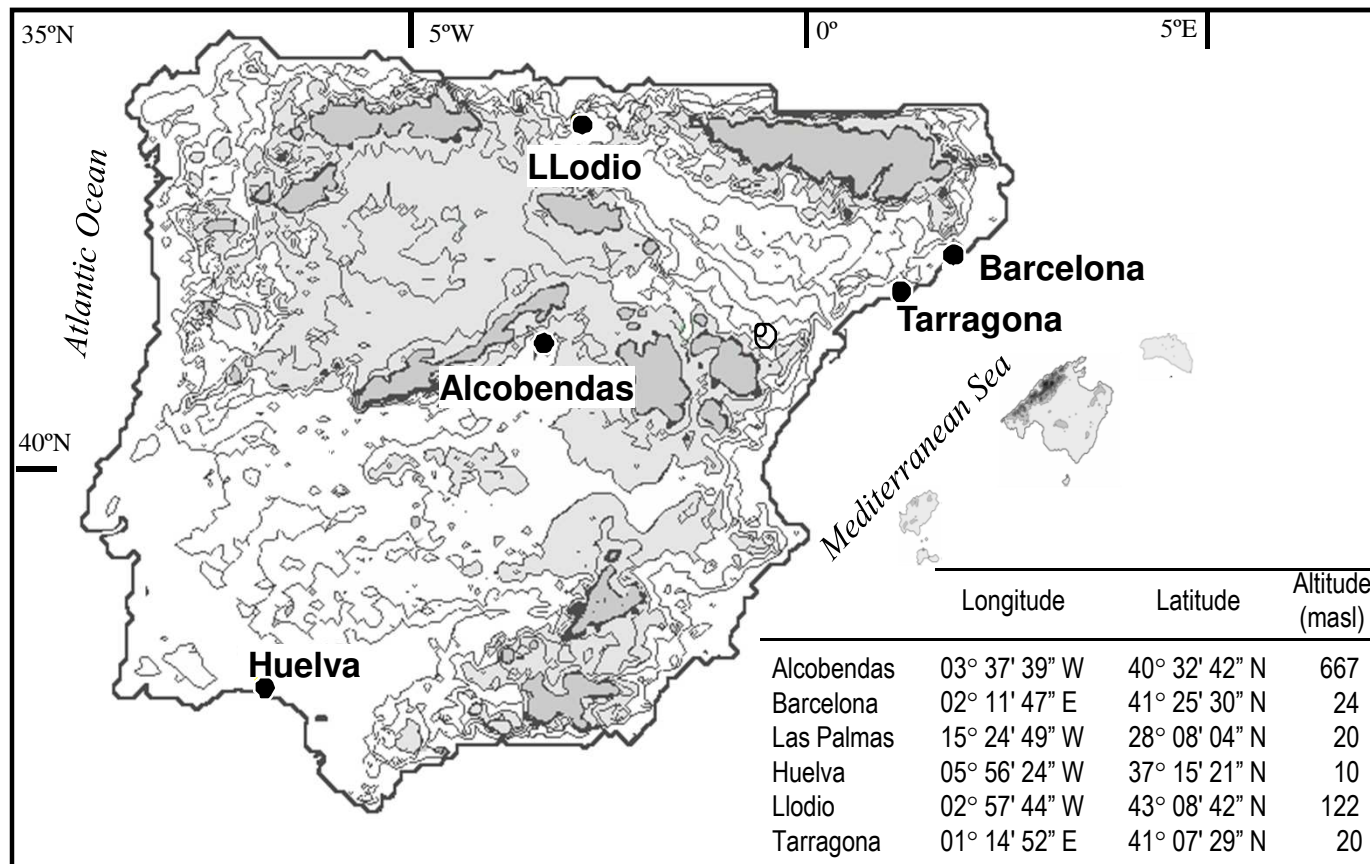 35ºN
5ºW
0º
5ºE
Atlantic Ocean
LLodio
Barcelona
Tarragona
Alcobendas
Mediterranean Sea
40ºN
Huelva
Longitude Latitude Altitude (masl)
Alcobendas 03° 37' 39” W 40° 32' 42” N 667
Barcelona 02° 11' 47” E 41° 25' 30” N 24
Las Palmas 15° 24' 49” W 28° 08' 04” N 20
Huelva 05° 56' 24” W 37° 15' 21” N 10
Llodio 02° 57' 44” W 43° 08' 42” N 122
Tarragona 01° 14' 52” E 41° 07' 29” N 20